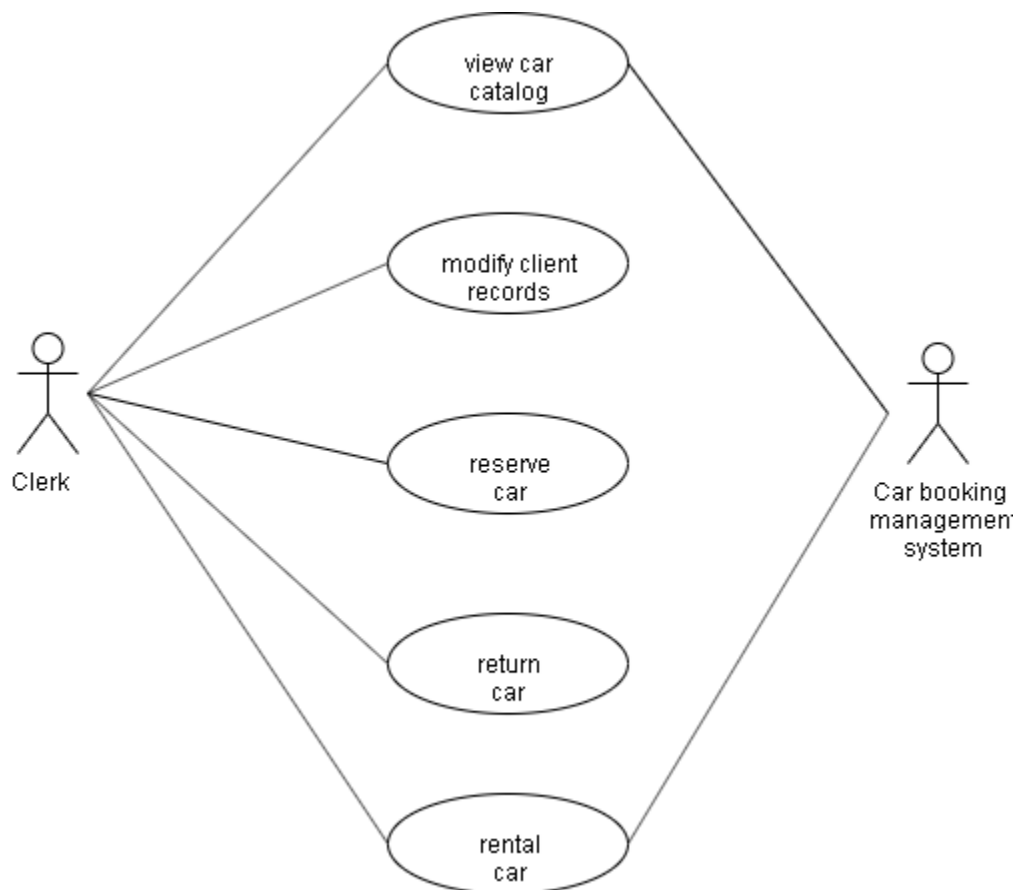 view car
catalog
modify client
records
reserve
car
return
car
rental
car
Clerk
Car booking
management
system